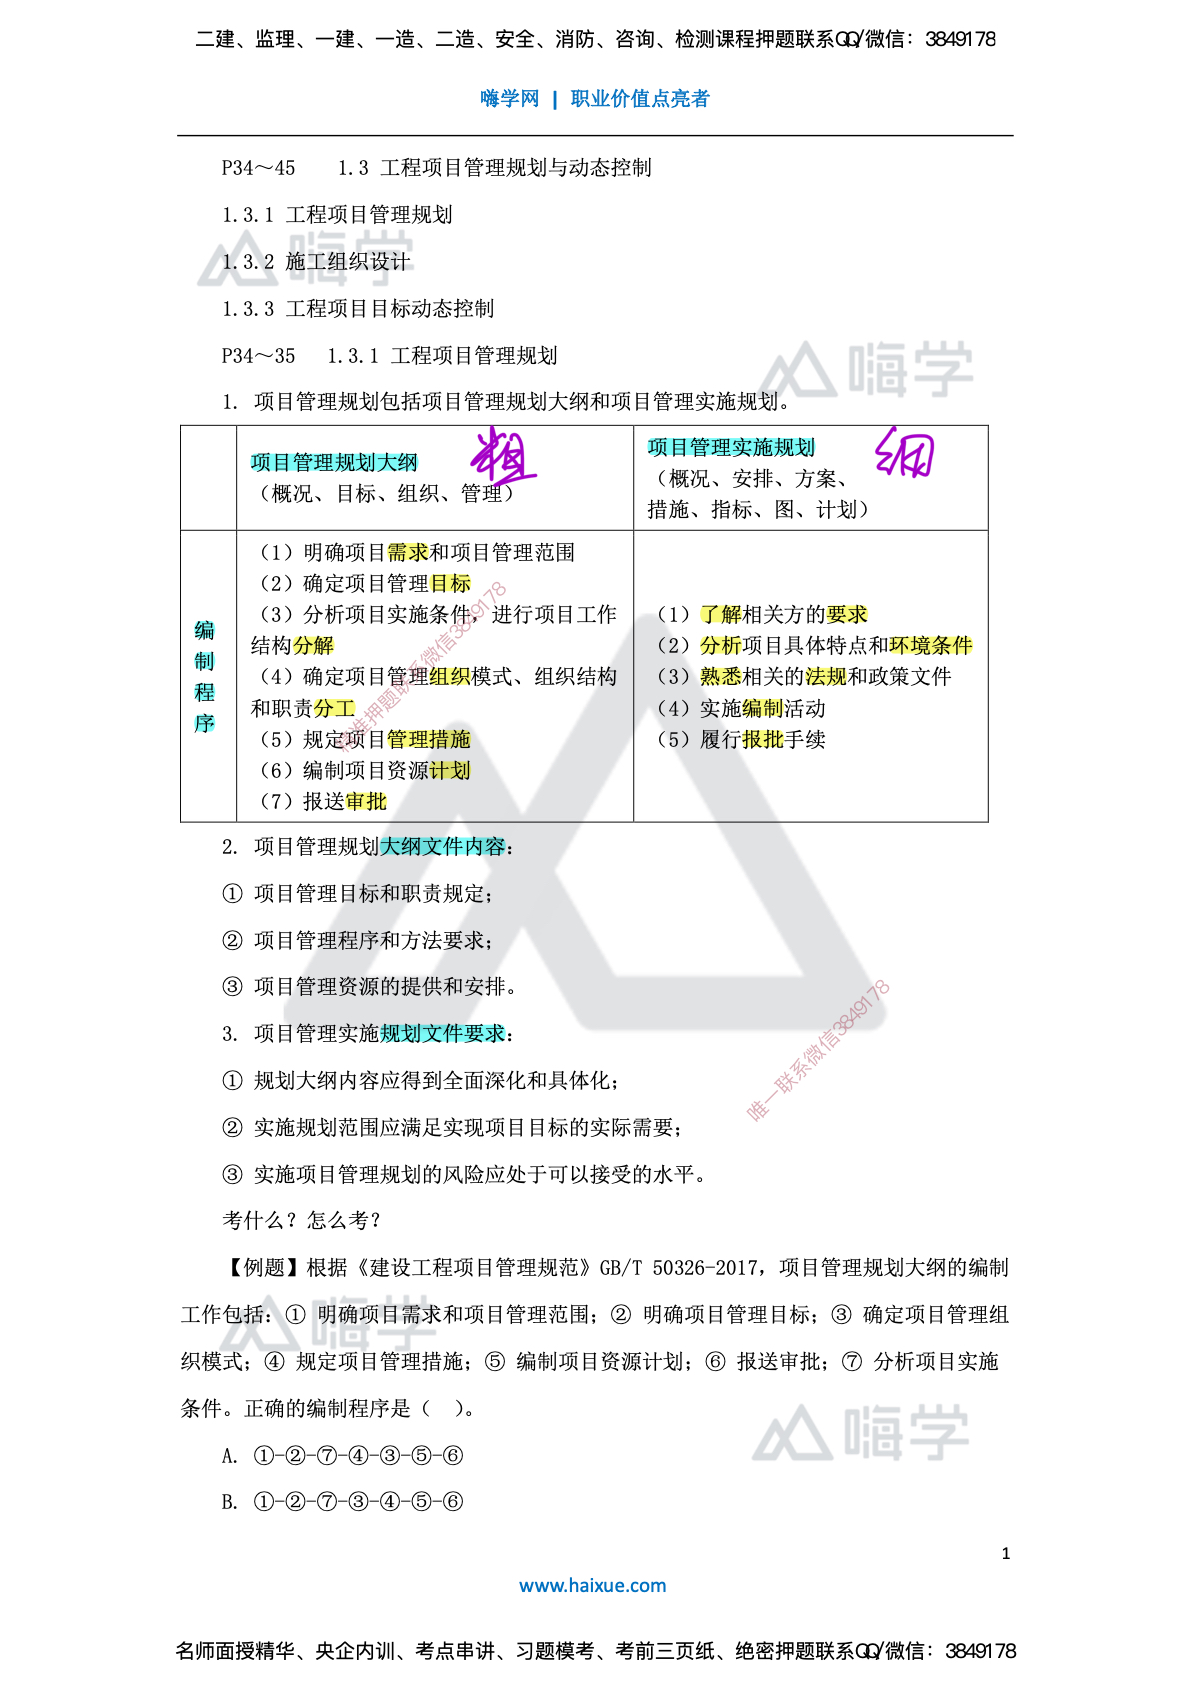 二建、监理、一建、一造、二造、安全、消防、咨询、检测课程押题联系QQ/微信：3849178
嗨学网 | 职业价值点亮者
P34～45 1.3 工程项目管理规划与动态控制
1.3.1 工程项目管理规划
嗨学
1.3.2 施工组织设计
1.3.3 工程项目目标动态控制
P34～35 1.3.1 工程项目管理规划
嗨学
1. 项目管理规划包括项目管理规划大纲和项目管理实施规划。
项目管理规划大纲
（概况、目标、组织、管理）
粗
项目管理实施规划
（概况、安排、方案、
措施、指标、图、计划）
细
编
制
程
序
（1）明确项目需求和项目管理范围
（2）确定项目管理目标
（3）分析项目实施条件，进行项目工作
结构分解
（4）确定项目管理组织模式、组织结构
和职责分工
（5）规定项目管理措施
（6）编制项目资源计划
（7）报送审批
（1）了解相关方的要求
（2）分析项目具体特点和环境条件
（3）熟悉相关的法规和政策文件
（4）实施编制活动
（5）履行报批手续
精准押题联系微信3849178
2. 项目管理规划大纲文件内容：
① 项目管理目标和职责规定；
② 项目管理程序和方法要求；
③ 项目管理资源的提供和安排。
3. 项目管理实施规划文件要求：
① 规划大纲内容应得到全面深化和具体化；
② 实施规划范围应满足实现项目目标的实际需要；
③ 实施项目管理规划的风险应处于可以接受的水平。
唯一联系微信3849178
考什么？怎么考？
【例题】根据《建设工程项目管理规范》GB/T 50326-2017，项目管理规划大纲的编制
工作包括：① 明确项目需求和项目管理范围；② 明确项目管理目标；③ 确定项目管理组
嗨学
织模式；④ 规定项目管理措施；⑤ 编制项目资源计划；⑥ 报送审批；⑦ 分析项目实施
条件。正确的编制程序是（ ）。
嗨学
A. ①-②-⑦-④-③-⑤-⑥
B. ①-②-⑦-③-④-⑤-⑥
1
www.haixue.com
名师面授精华、央企内训、考点串讲、习题模考、考前三页纸、绝密押题联系QQ/微信：3849178